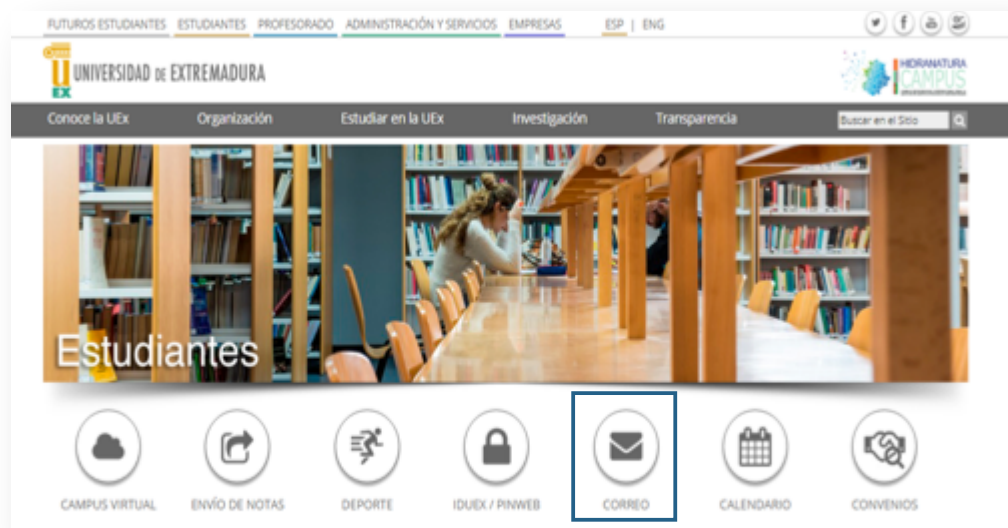 FUTUROS ESTUDIANTES ESTUDIANTES PROFESORADO ADMINISTRACIÓN Y SERVICIOS EMPRESAS ESP | ENG
UNIVERSIDAD DE EXTREMADURA
EX
HIDRANATURA
CAMPUS
Conoce la UEx Organización Estudiar en la UEx Investigación Transparencia Buscar en el Sitio
Estudiantes
CAMPUS VIRTUAL ENVÍO DE NOTAS DEPORTE IDUEX / PINWEB CORREO CALENDARIO CONVENIOS